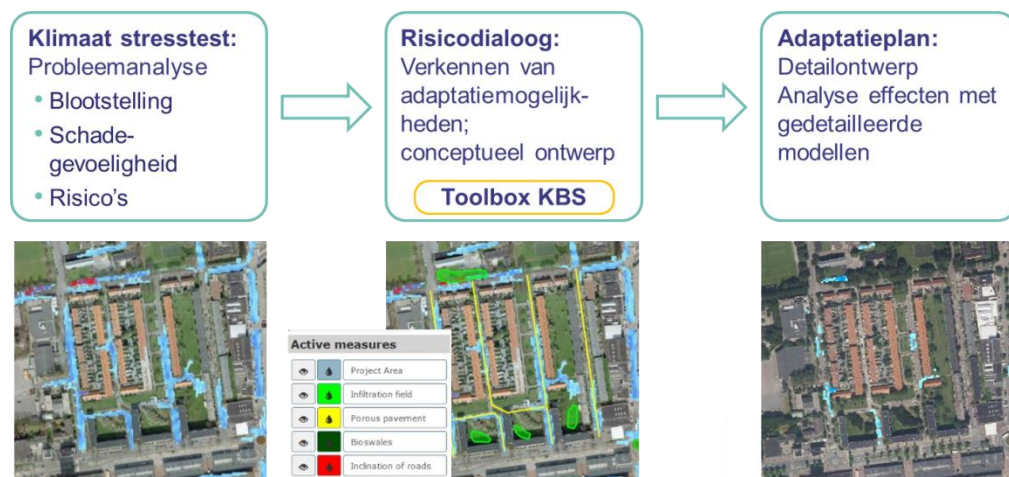 Klimaat stresstest:
Probleemanalyse
• Blootstelling
• Schade-
gevoeligheid
• Risico's
Risicodialoog:
Verkennen van
adaptatiemogelijk-
heden;
conceptueel ontwerp
Toolbox KBS
Adaptatieplan:
Detailontwerp
Analyse effecten met
gedetailleerde
modellen
Active measures
Project Area
Infiltration field
Porous pavement
Bioswales
Inclination of roads